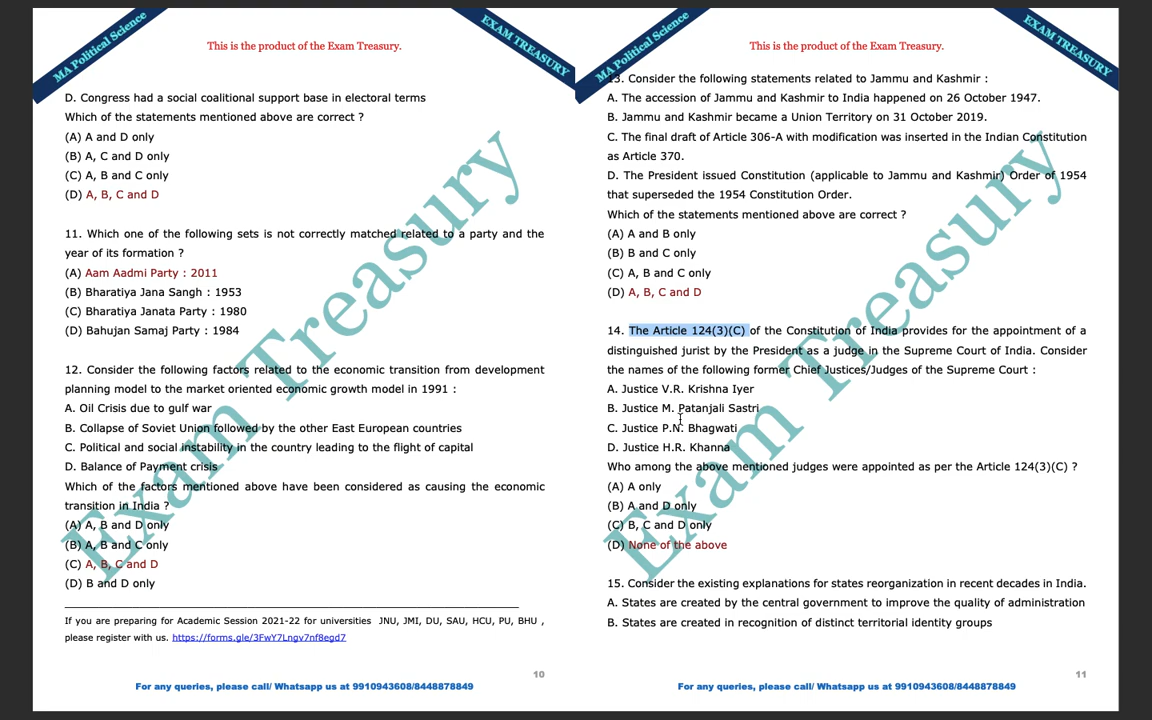 MA Political Science
EXAM TREASURY
This is the product of the Exam Treasury.
D. Congress had a social coalitional support base in electoral terms
Which of the statements mentioned above are correct ?
(A) A and D only
(B) A, C and D only
(C) A, B and C only
(D) A, B, C and D
11. Which one of the following sets is not correctly matched related to a party and the
year of its formation ?
(A) Aam Aadmi Party : 2011
(B) Bharatiya Jana Sangh : 1953
(C) Bharatiya Janata Party : 1980
(D) Bahujan Samaj Party : 1984
12. Consider the following factors related to the economic transition from development
planning model to the market oriented economic growth model in 1991 :
A. Oil Crisis due to gulf war
B. Collapse of Soviet Union followed by the other East European countries
C. Political and social instability in the country leading to the flight of capital
D. Balance of Payment crisis
Which of the factors mentioned above have been considered as causing the economic
transition in India ?
(A) A, B and D only
(B) A, B and C only
(C) A, B, C and D
(D) B and D only
Exam Treasury
If you are preparing for Academic Session 2021-22 for universities JNU, JMI, DU, SAU, HCU, PU, BHU ,
please register with us. https://forms.gle/3FwY7Lngv7nf8egd7
10
For any queries, please call/ Whatsapp us at 9910943608/8448878849
MA Political Science
EXAM TREASURY
This is the product of the Exam Treasury.
13. Consider the following statements related to Jammu and Kashmir :
A. The accession of Jammu and Kashmir to India happened on 26 October 1947.
B. Jammu and Kashmir became a Union Territory on 31 October 2019.
C. The final draft of Article 306-A with modification was inserted in the Indian Constitution
as Article 370.
D. The President issued Constitution (applicable to Jammu and Kashmir) Order of 1954
that superseded the 1954 Constitution Order.
Which of the statements mentioned above are correct ?
(A) A and B only
(B) B and C only
(C) A, B and C only
(D) A, B, C and D
14. The Article 124(3)(C) of the Constitution of India provides for the appointment of a
distinguished jurist by the President as a judge in the Supreme Court of India. Consider
the names of the following former Chief Justices/Judges of the Supreme Court :
A. Justice V.R. Krishna Iyer
B. Justice M. Patanjali Sastri
C. Justice P.N. Bhagwati
D. Justice H.R. Khanna
Who among the above mentioned judges were appointed as per the Article 124(3)(C) ?
(A) A only
(B) A and D only
(C) B, C and D only
(D) None of the above
15. Consider the existing explanations for states reorganization in recent decades in India.
A. States are created by the central government to improve the quality of administration
B. States are created in recognition of distinct territorial identity groups
Exam Treasury
11
For any queries, please call/ Whatsapp us at 9910943608/8448878849